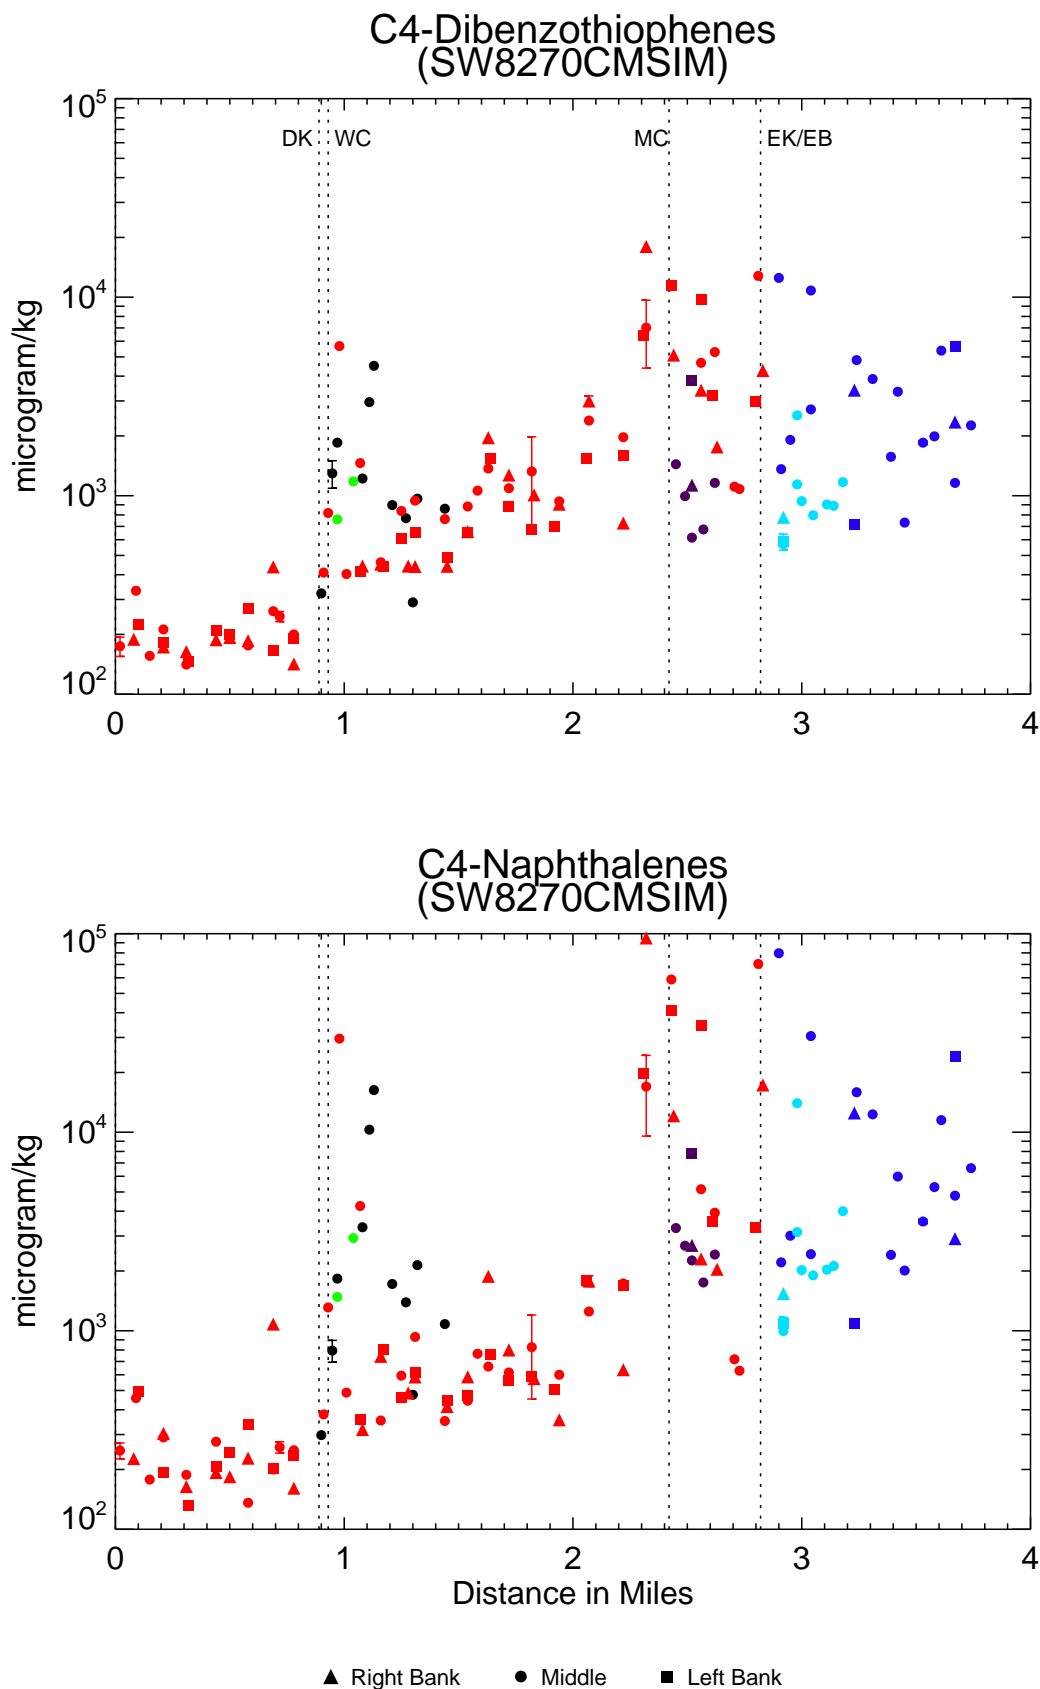 C4-Dibenzothiophenes
(SW8270CMSIM)
10^5
DK WC MC EK/EB
10^4
microgram/kg
10^3
10^2
0 1 2 3 4
C4-Naphthalenes
(SW8270CMSIM)
10^5
10^4
microgram/kg
10^3
10^2
0 1 2 3 4
Distance in Miles
Right Bank Middle Left Bank